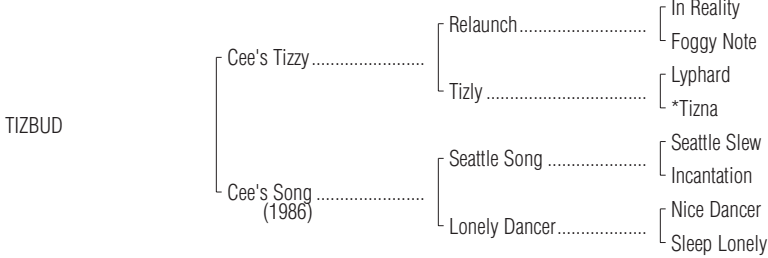 In Reality
Relaunch...........................
Foggy Note
Cee's Tizzy........................
Lyphard
Tizly..................................
*Tizna
TIZBUD
Seattle Slew
Seattle Song .....................
Incantation
Cee's Song.......................
(1986)
Nice Dancer
Lonely Dancer...................
Sleep Lonely